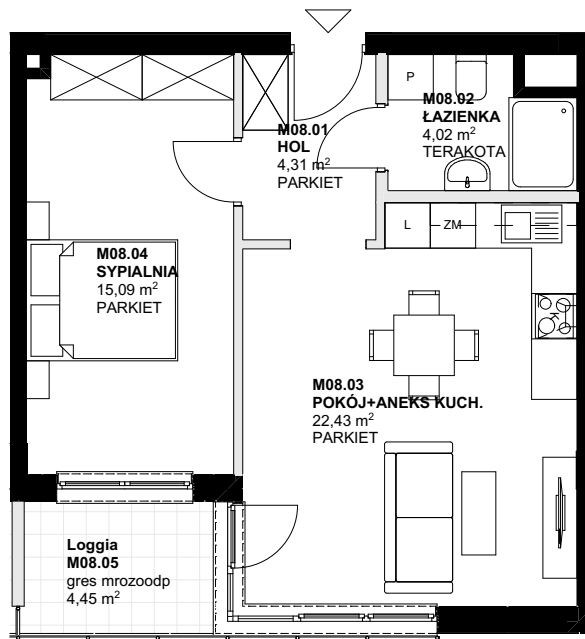 P
M08.02
ŁAZIENKA
4,02 m²
TERAKOTA
M08.01
HOL
4,31 m²
PARKIET
L
ZM
M08.04
SYPIALNIA
15,09 m²
PARKIET
K
M08.03
POKÓJ+ANEKS KUCH.
22,43 m²
PARKIET
Loggia
M08.05
gres mrozoodp
4,45 m²